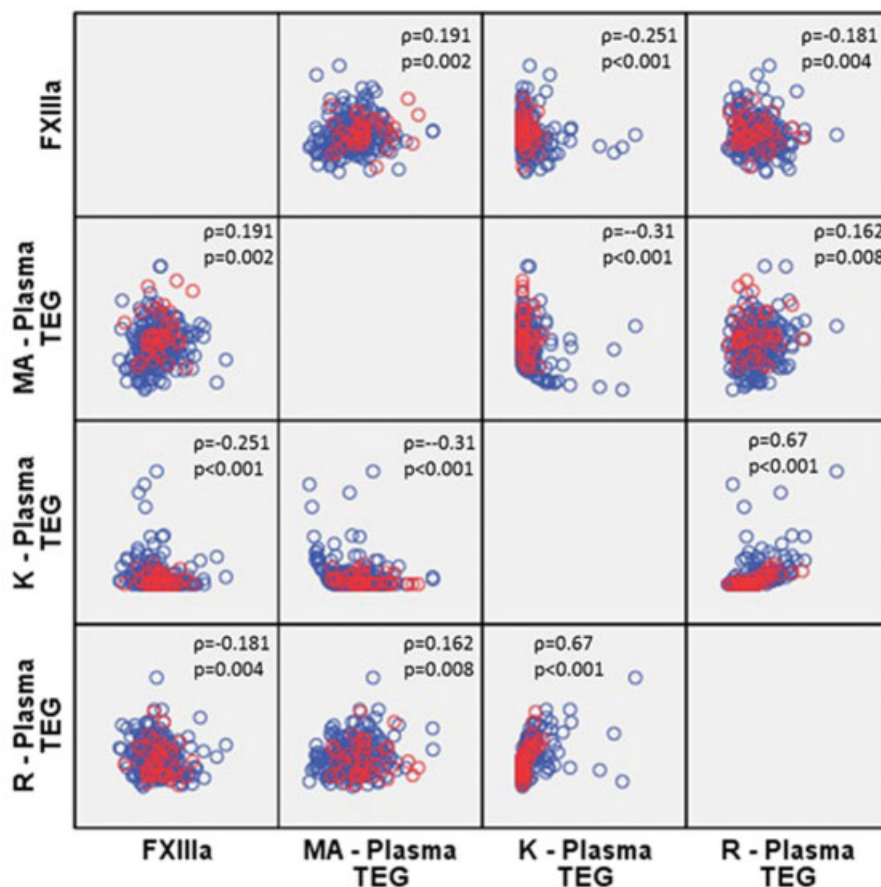 FXIIIa
ρ=0.191
p=0.002
ρ=-0.251
p<0.001
ρ=-0.181
p=0.004
MA - Plasma
TEG
ρ=0.191
p=0.002
ρ=--0.31
p<0.001
ρ=0.162
p=0.008
K - Plasma
TEG
ρ=-0.251
p<0.001
ρ=--0.31
p<0.001
ρ=0.67
p<0.001
R - Plasma
TEG
ρ=-0.181
p=0.004
ρ=0.162
p=0.008
ρ=0.67
p<0.001
FXIIIa
MA - Plasma
TEG
K - Plasma
TEG
R - Plasma
TEG